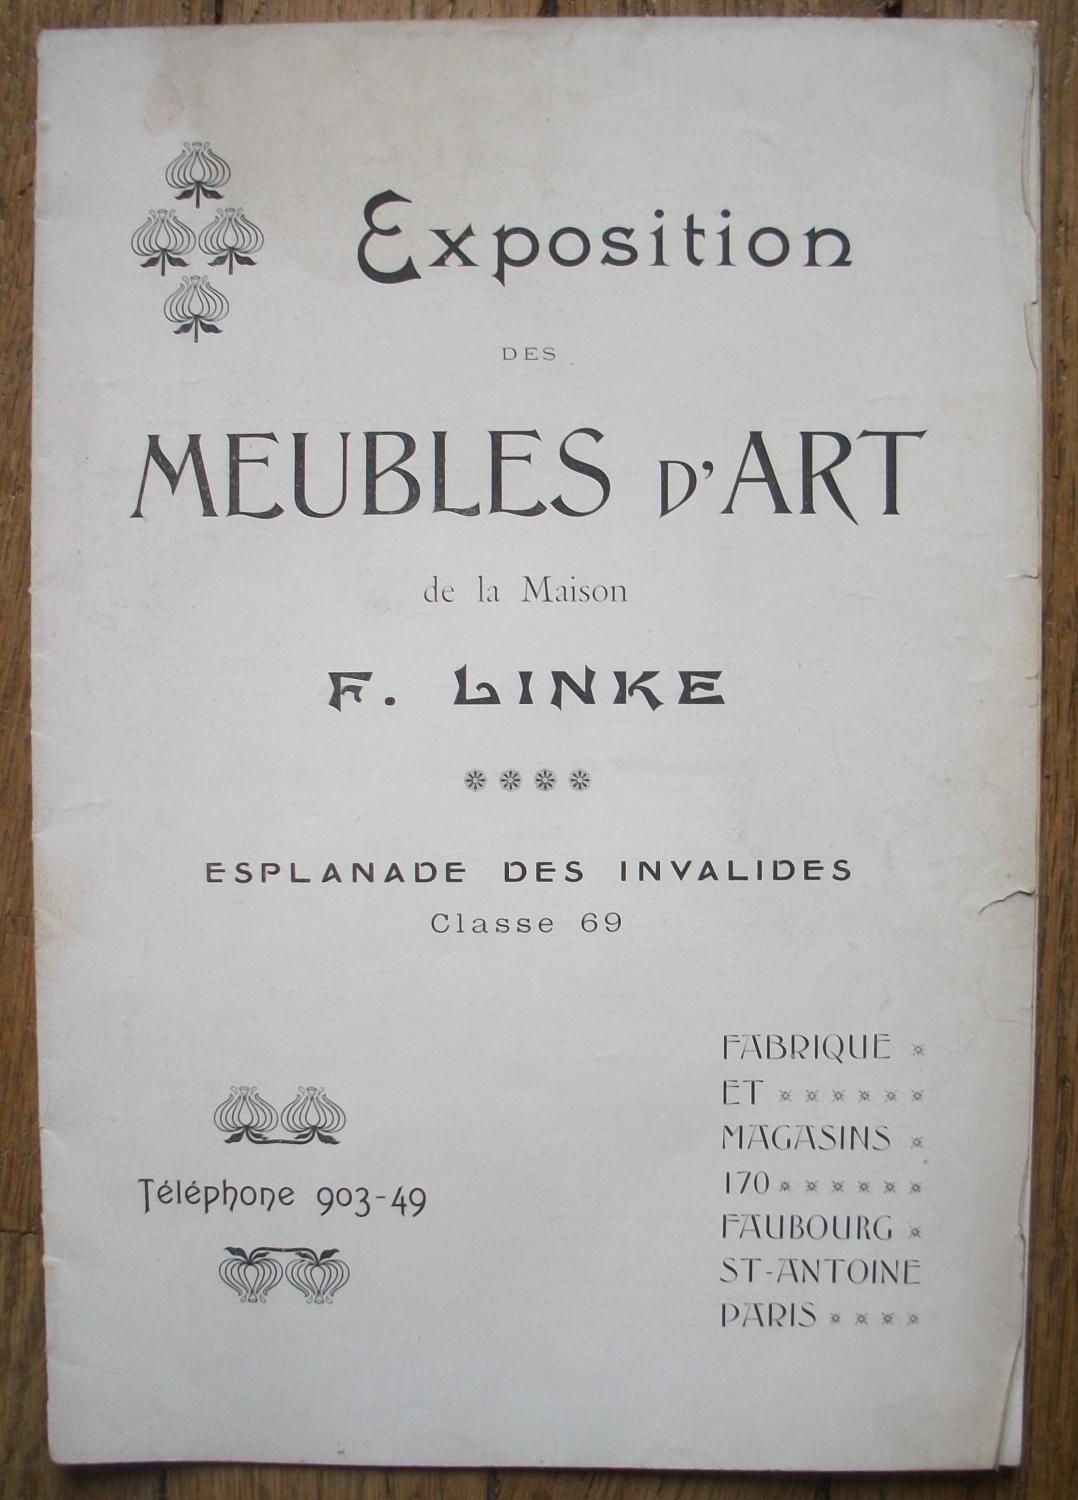 Exposition
DES
MEUBLES D'ART
de la Maison
F. LINKE
ESPLANADE DES INVALIDES
Classe 69
Téléphone 903-49
FABRIQUE
ET
MAGASINS
170
FAUBOURG
ST-ANTOINE
PARIS